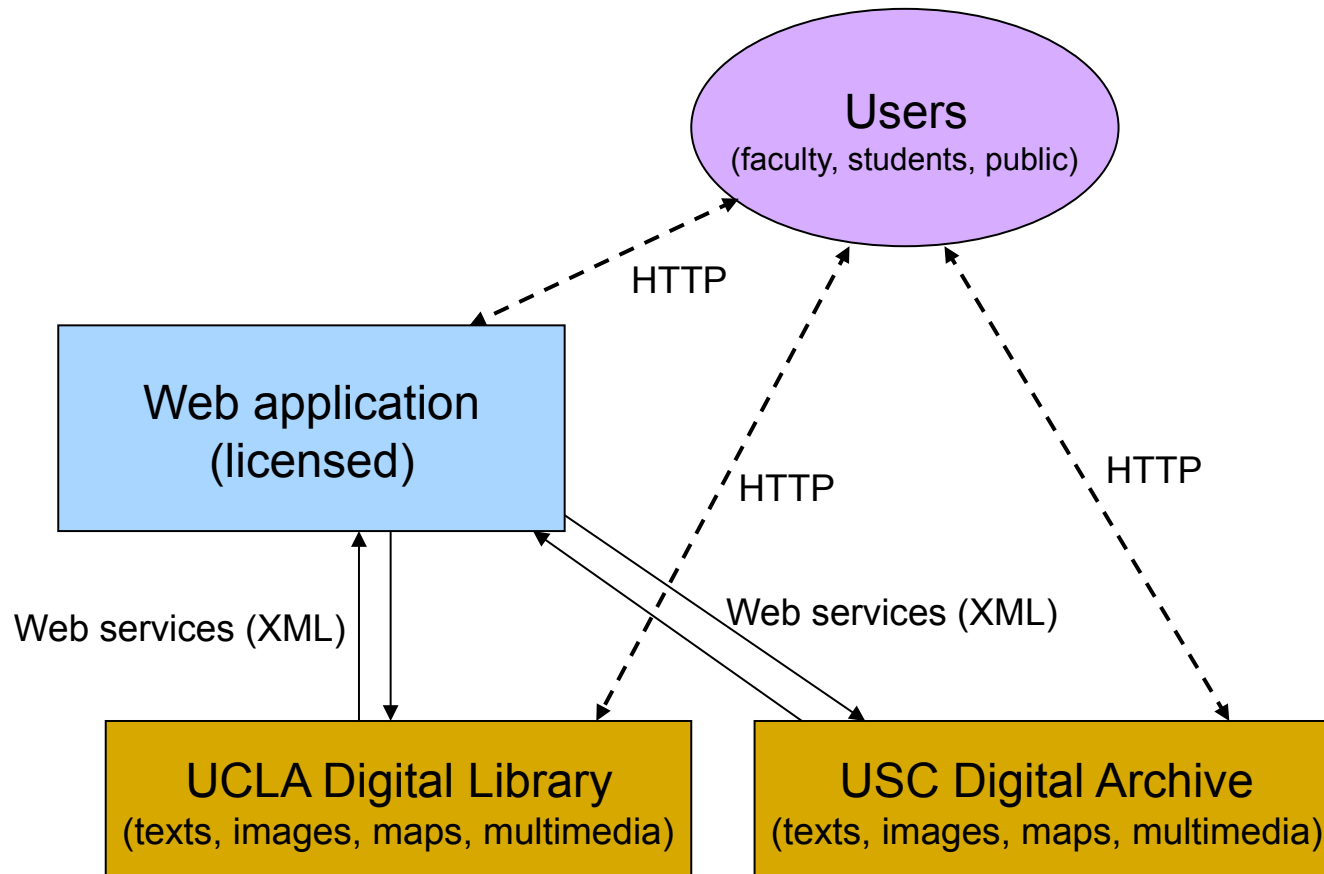 Users
(faculty, students, public)
HTTP
Web application
(licensed)
HTTP
HTTP
Web services (XML)
Web services (XML)
UCLA Digital Library
(texts, images, maps, multimedia)
USC Digital Archive
(texts, images, maps, multimedia)